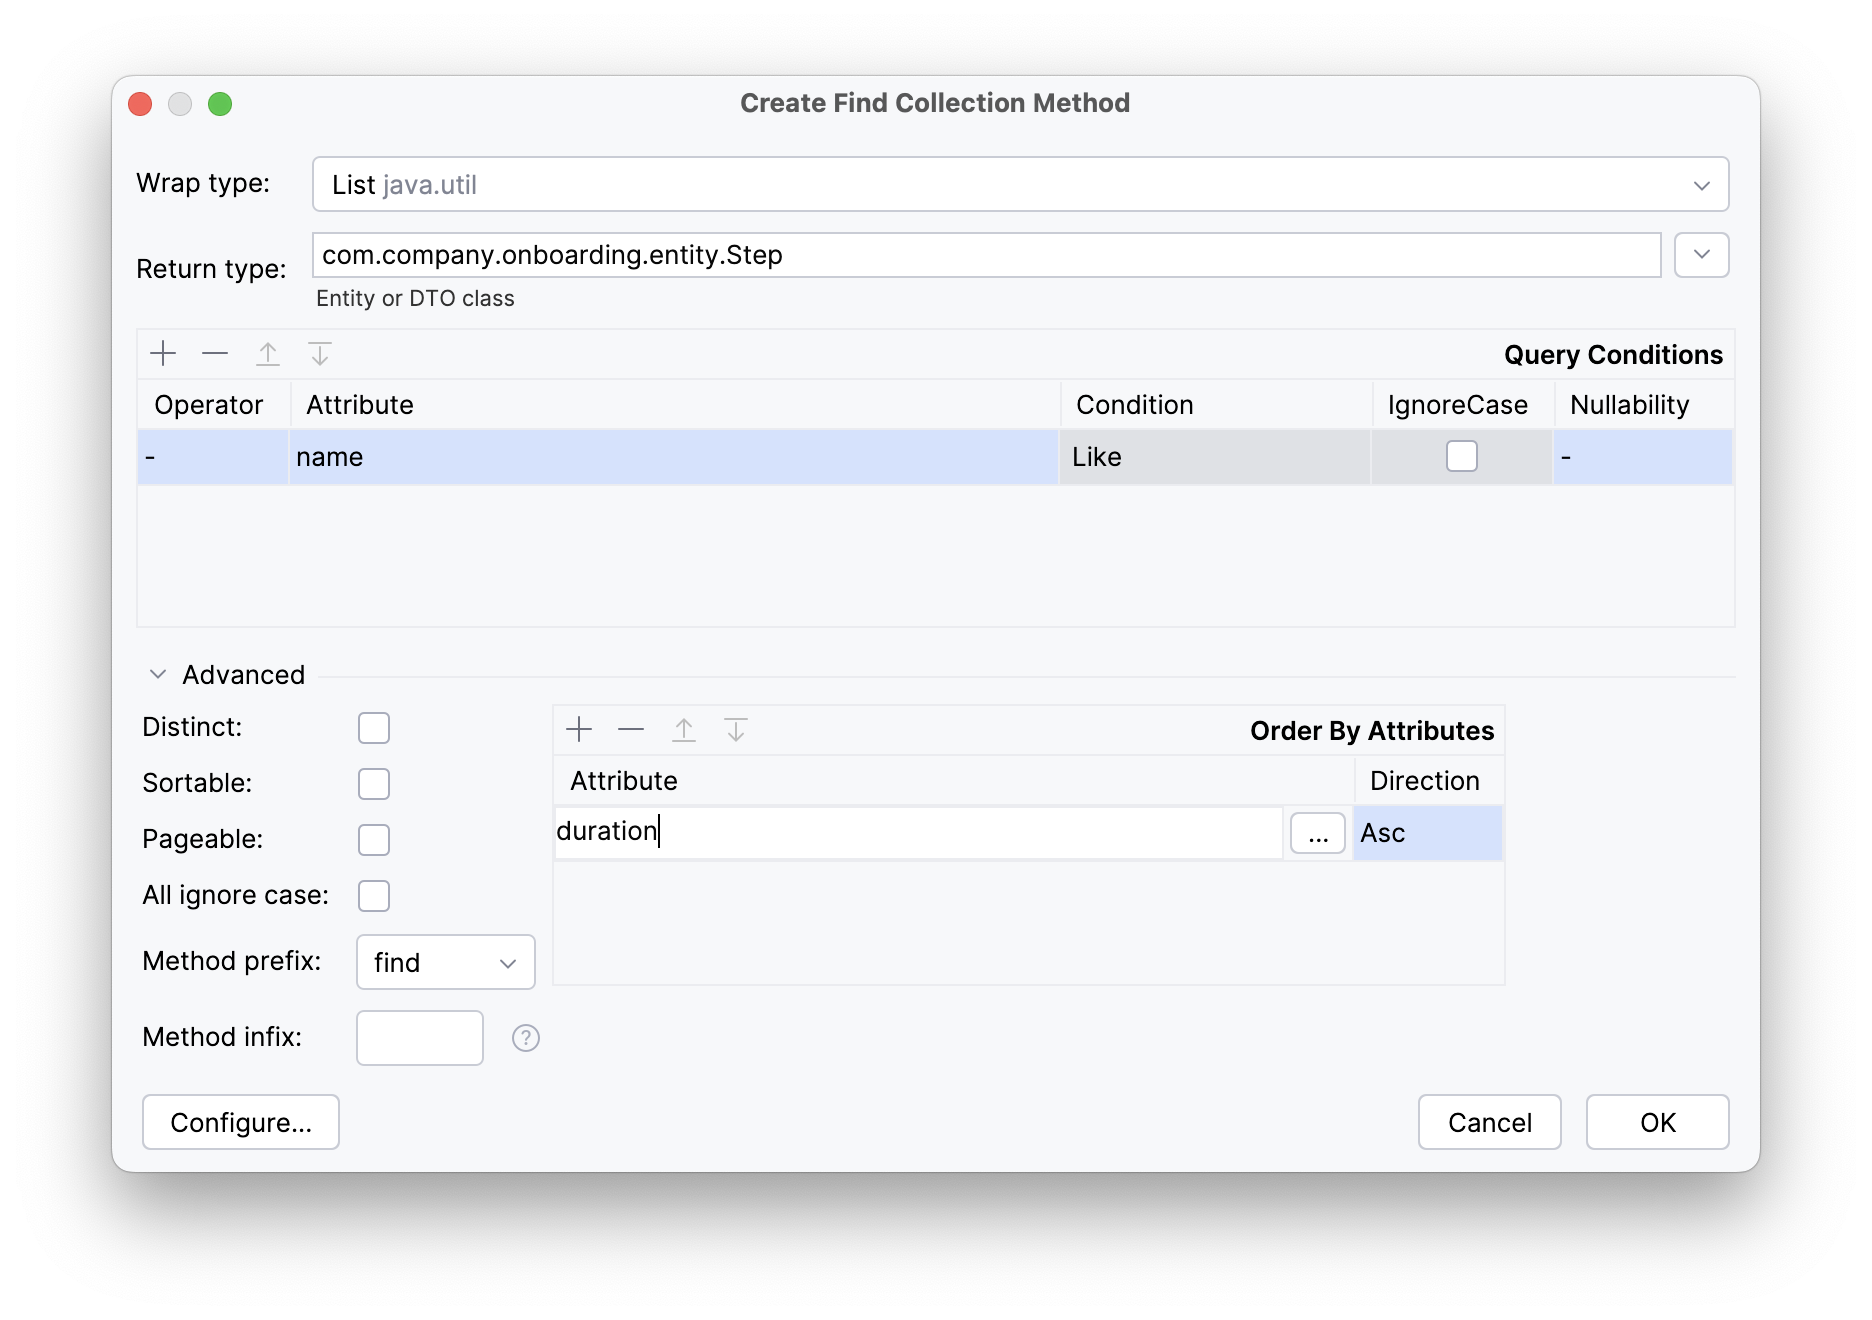 Create Find Collection Method
Wrap type: List java.util
Return type: com.company.onboarding.entity.Step
Entity or DTO class
Query Conditions
Operator Attribute Condition IgnoreCase Nullability
- name Like -
Advanced
Distinct:
Sortable:
Pageable:
All ignore case:
Method prefix: find
Method infix: ?
Order By Attributes
Attribute Direction
duration ... Asc
Configure... Cancel OK